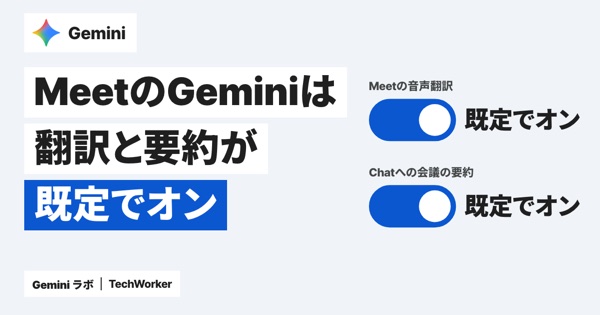 Gemini
MeetのGeminiは
翻訳と要約が
既定でオン
Meetの音声翻訳
既定でオン
Chatへの会議の要約
既定でオン
Gemini ラボ | TechWorker